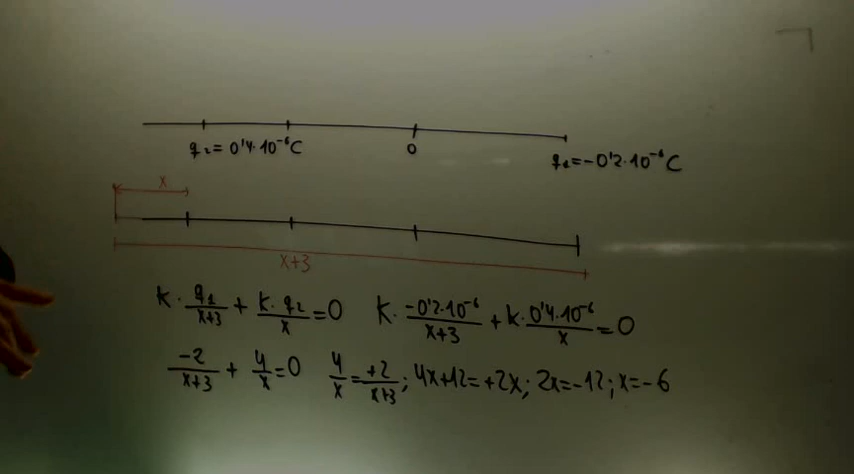 q₂=0'4·10⁻⁶C 0 q₁=-0'2·10⁻⁶C
x
x+3
K·q₁/(x+3) + K·q₂/x =0 K·-0'2·10⁻⁶/(x+3) + K·0'4·10⁻⁶/x =0
-2/(x+3) + 4/x =0 4/x = +2/(x+3); 4x+12=+2x; 2x=-12; x=-6